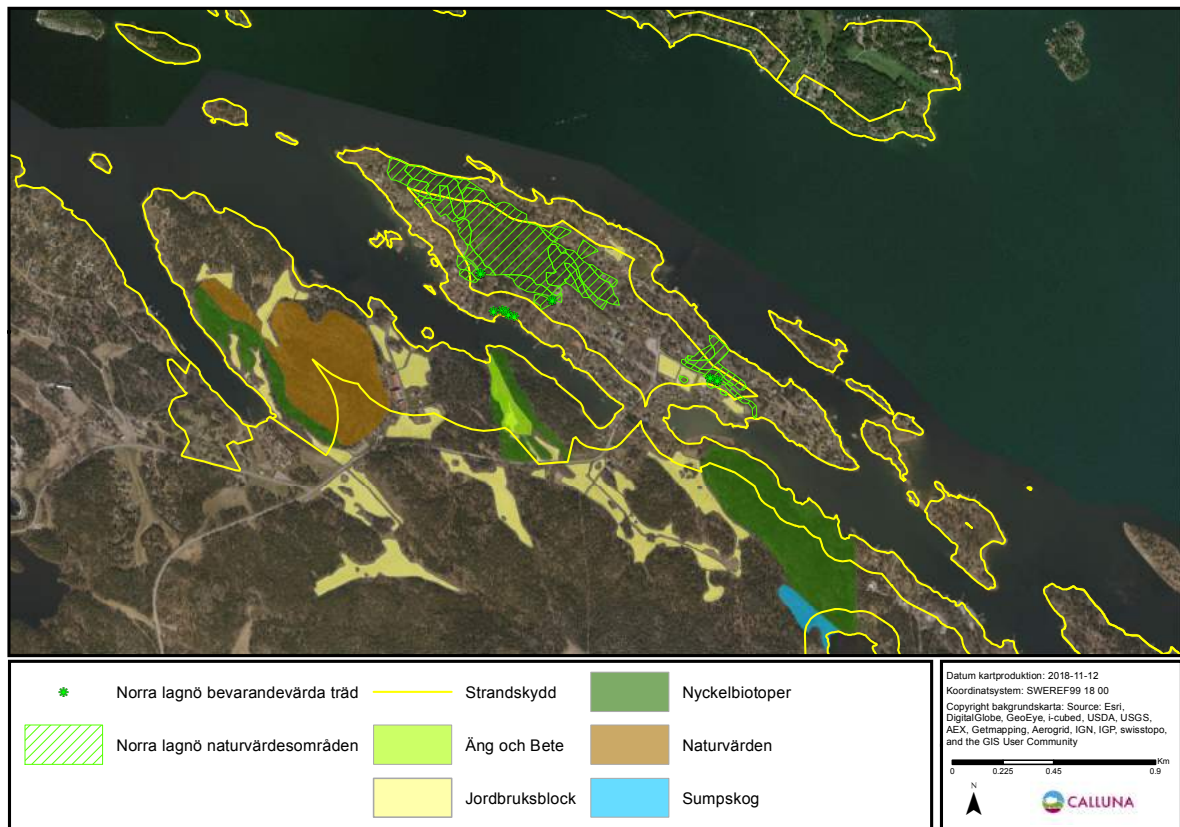 Norra lagnö bevarandevärda träd
Strandskydd
Nyckelbiotoper
Norra lagnö naturvärdesområden
Äng och Bete
Naturvärden
Jordbruksblock
Sumpskog
Datum kartproduktion: 2018-11-12
Koordinatsystem: SWEREF99 18 00
Copyright bakgrundskarta: Source: Esri,
DigitalGlobe, GeoEye, i-cubed, USDA, USGS,
AEX, Getmapping, Aerogrid, IGN, IGP, swisstopo,
and the GIS User Community
Km
0 0.225 0.45 0.9
N
CALLUNA